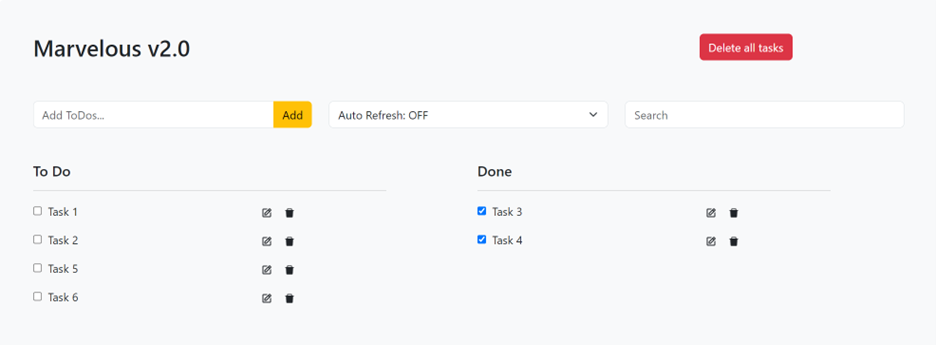 Marvelous v2.0
Delete all tasks
Add ToDos...
Add
Auto Refresh: OFF
Search
To Do
Task 1
Task 2
Task 5
Task 6
Done
Task 3
Task 4